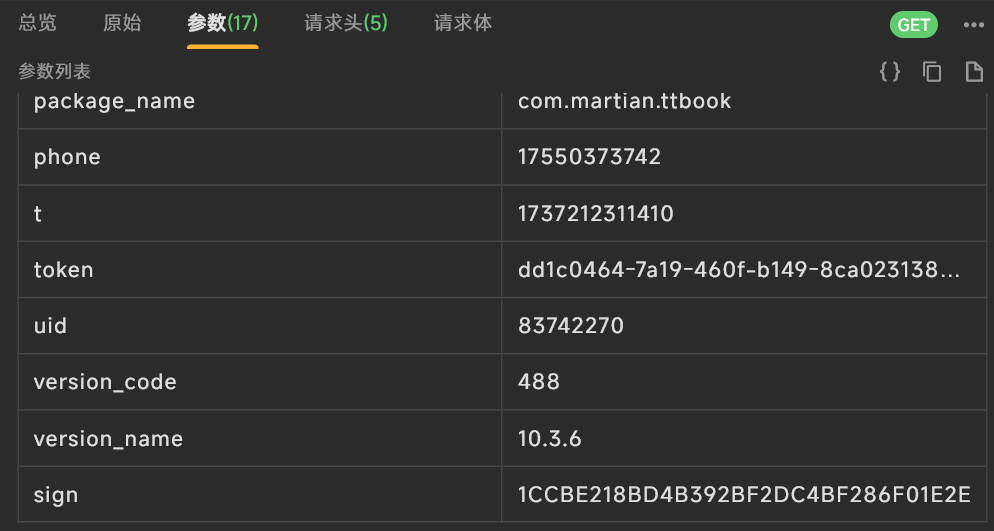 总览 原始 参数(17) 请求头(5) 请求体 GET
参数列表
package_name com.martian.ttbook
phone 17550373742
t 1737212311410
token dd1c0464-7a19-460f-b149-8ca023138...
uid 83742270
version_code 488
version_name 10.3.6
sign 1CCBE218BD4B392BF2DC4BF286F01E2E